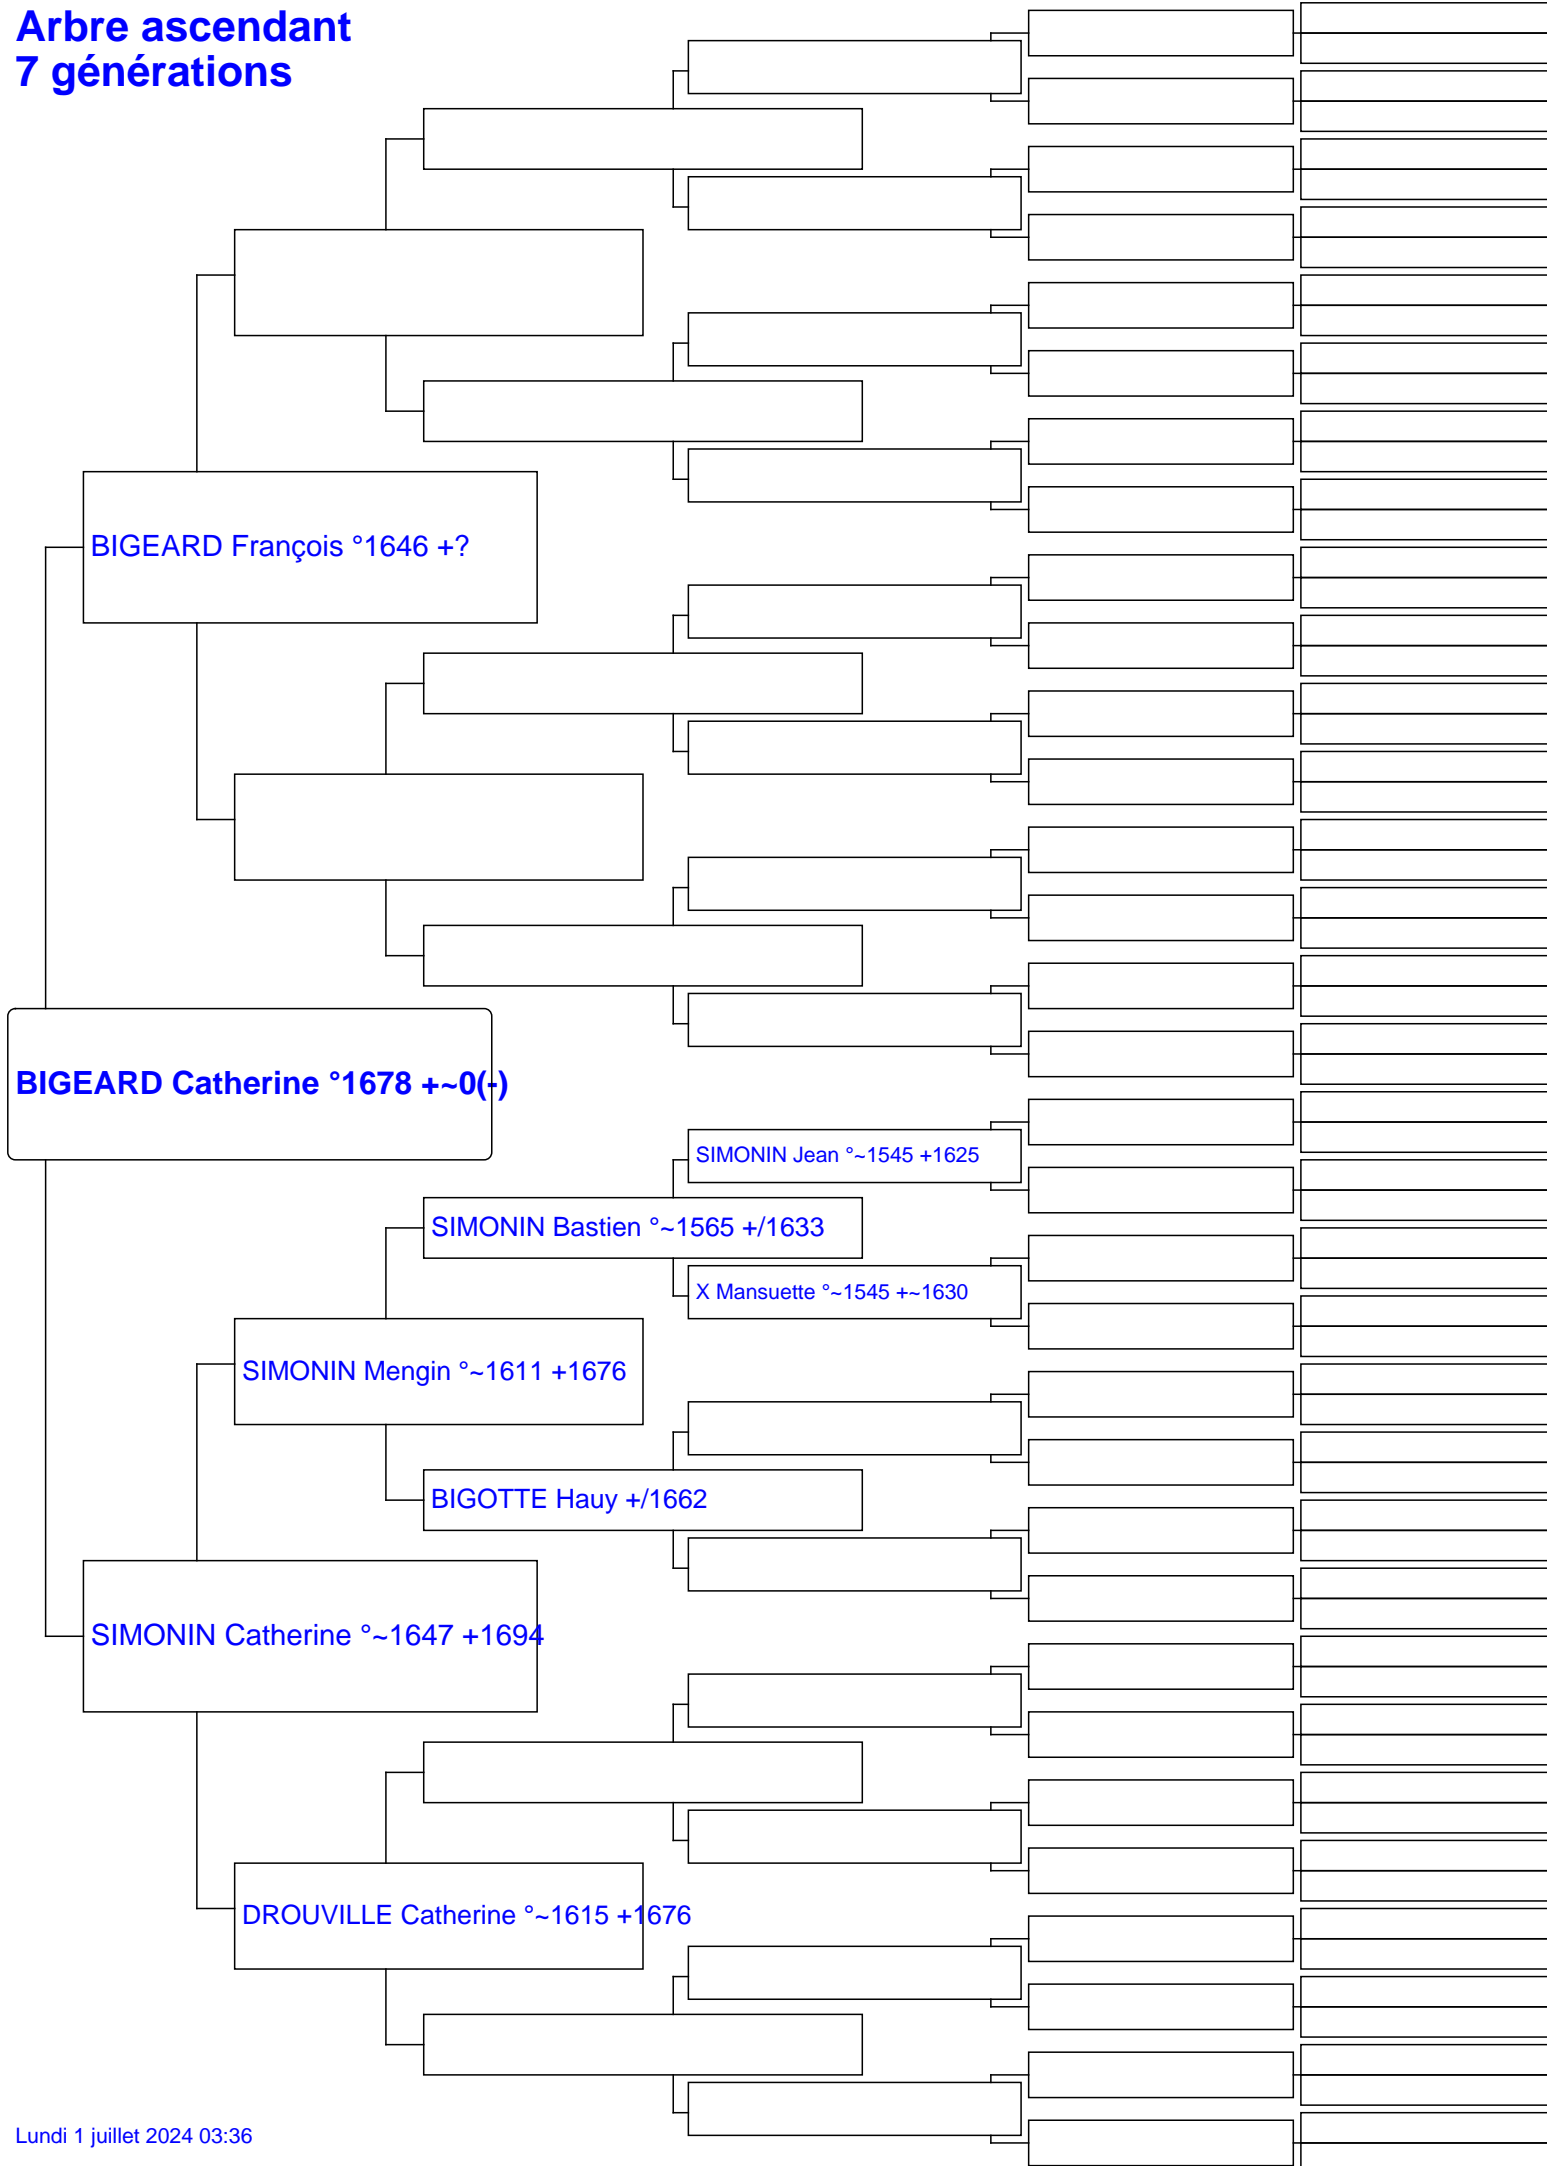 Arbre ascendant
7 générations
BIGEARD François °1646 +?
BIGEARD Catherine °1678 +~0(-)
SIMONIN Jean °~1545 +1625
SIMONIN Bastien °~1565 +/1633
X Mansuette °~1545 +~1630
SIMONIN Mengin °~1611 +1676
BIGOTTE Hauy +/1662
SIMONIN Catherine °~1647 +1694
DROUVILLE Catherine °~1615 +1676
Lundi 1 juillet 2024 03:36